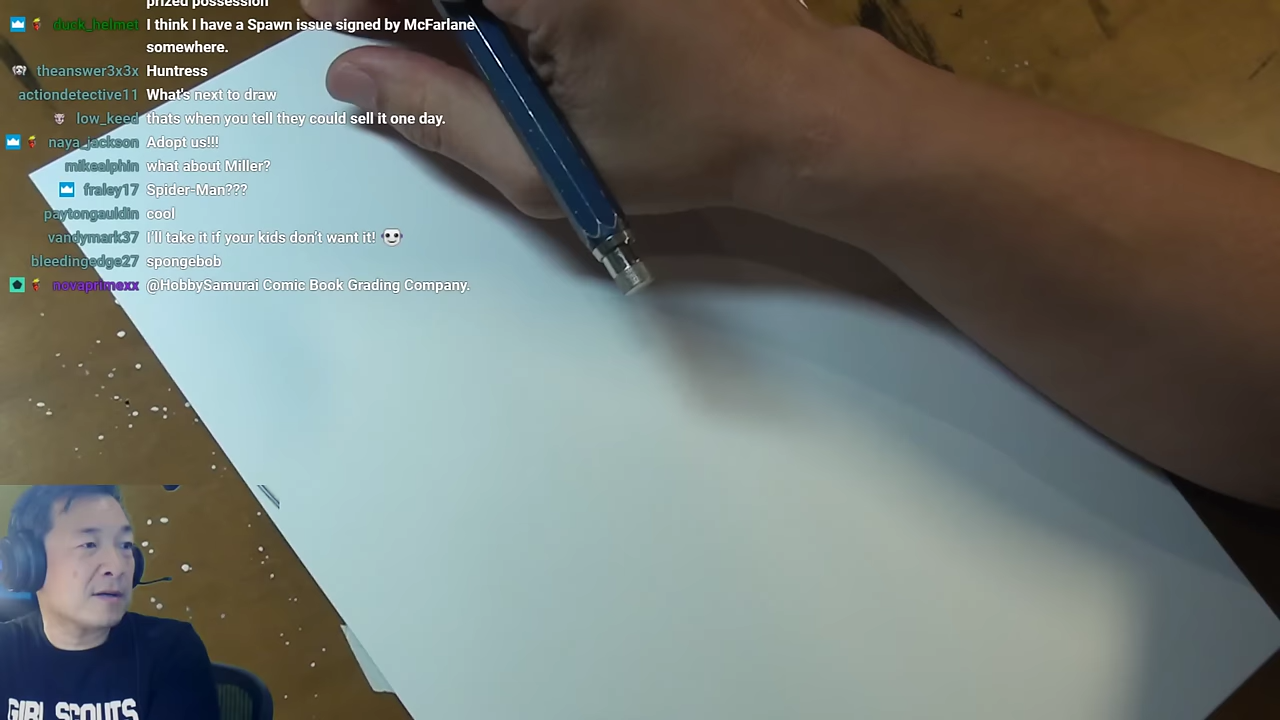 prized possession
duck_helmet I think I have a Spawn issue signed by McFarlane
somewhere.
theanswer3x3x Huntress
actiondetective11 What's next to draw
low_keed thats when you tell they could sell it one day.
naya_jackson Adopt us!!!
mikealphin what about Miller?
fraley17 Spider-Man???
paytongauldin cool
vandymark37 I'll take it if your kids don't want it!
bleedingedge27 spongebob
novaprimexx @HobbySamurai Comic Book Grading Company.
GIRL SCOUTS